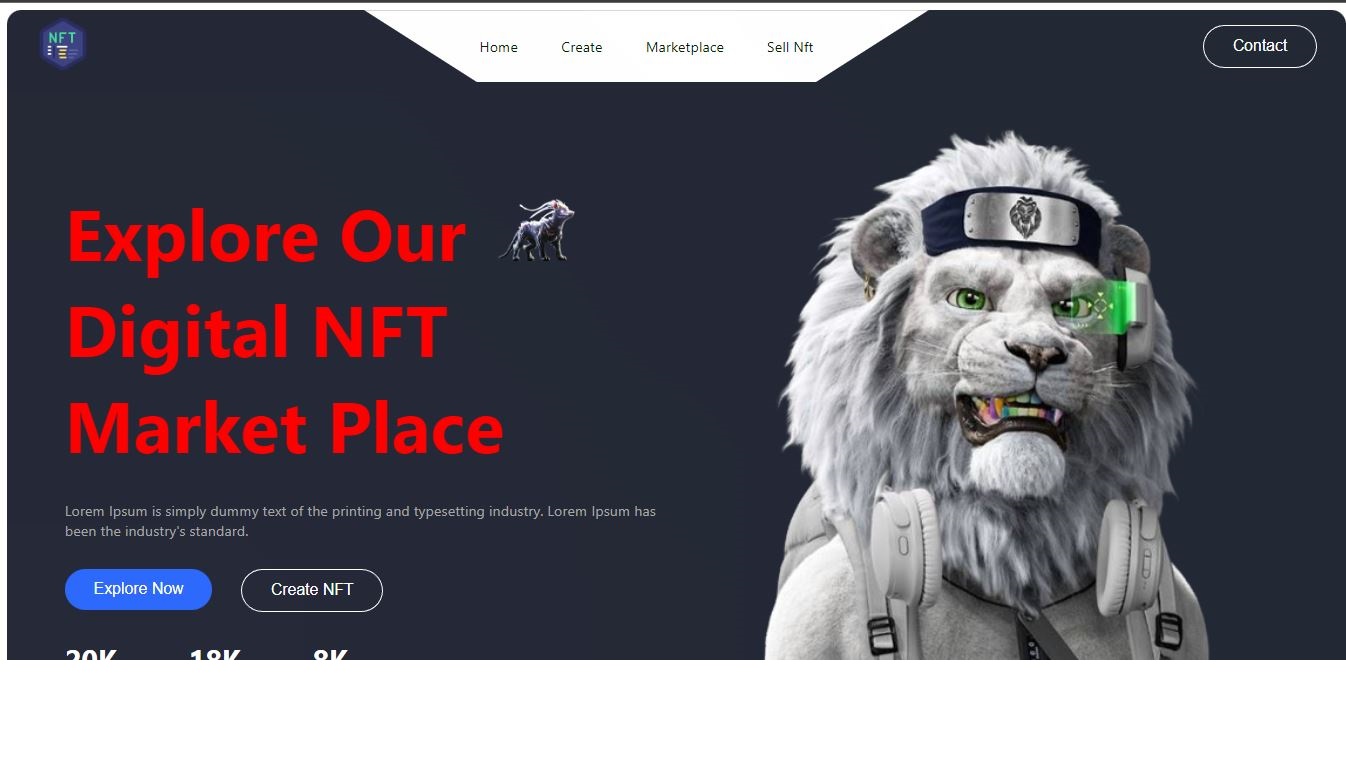 NFT
Home Create Marketplace Sell Nft
Contact
Explore Our
Digital NFT
Market Place
Lorem Ipsum is simply dummy text of the printing and typesetting industry. Lorem Ipsum has
been the industry's standard.
Explore Now Create NFT
20K 18K 8K